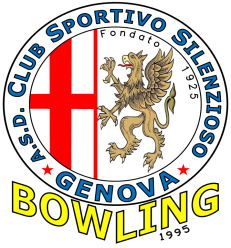 A.S.D. CLUB SPORTIVO SILENZIOSO
Fondato 1925
GENOVA
BOWLING
1995